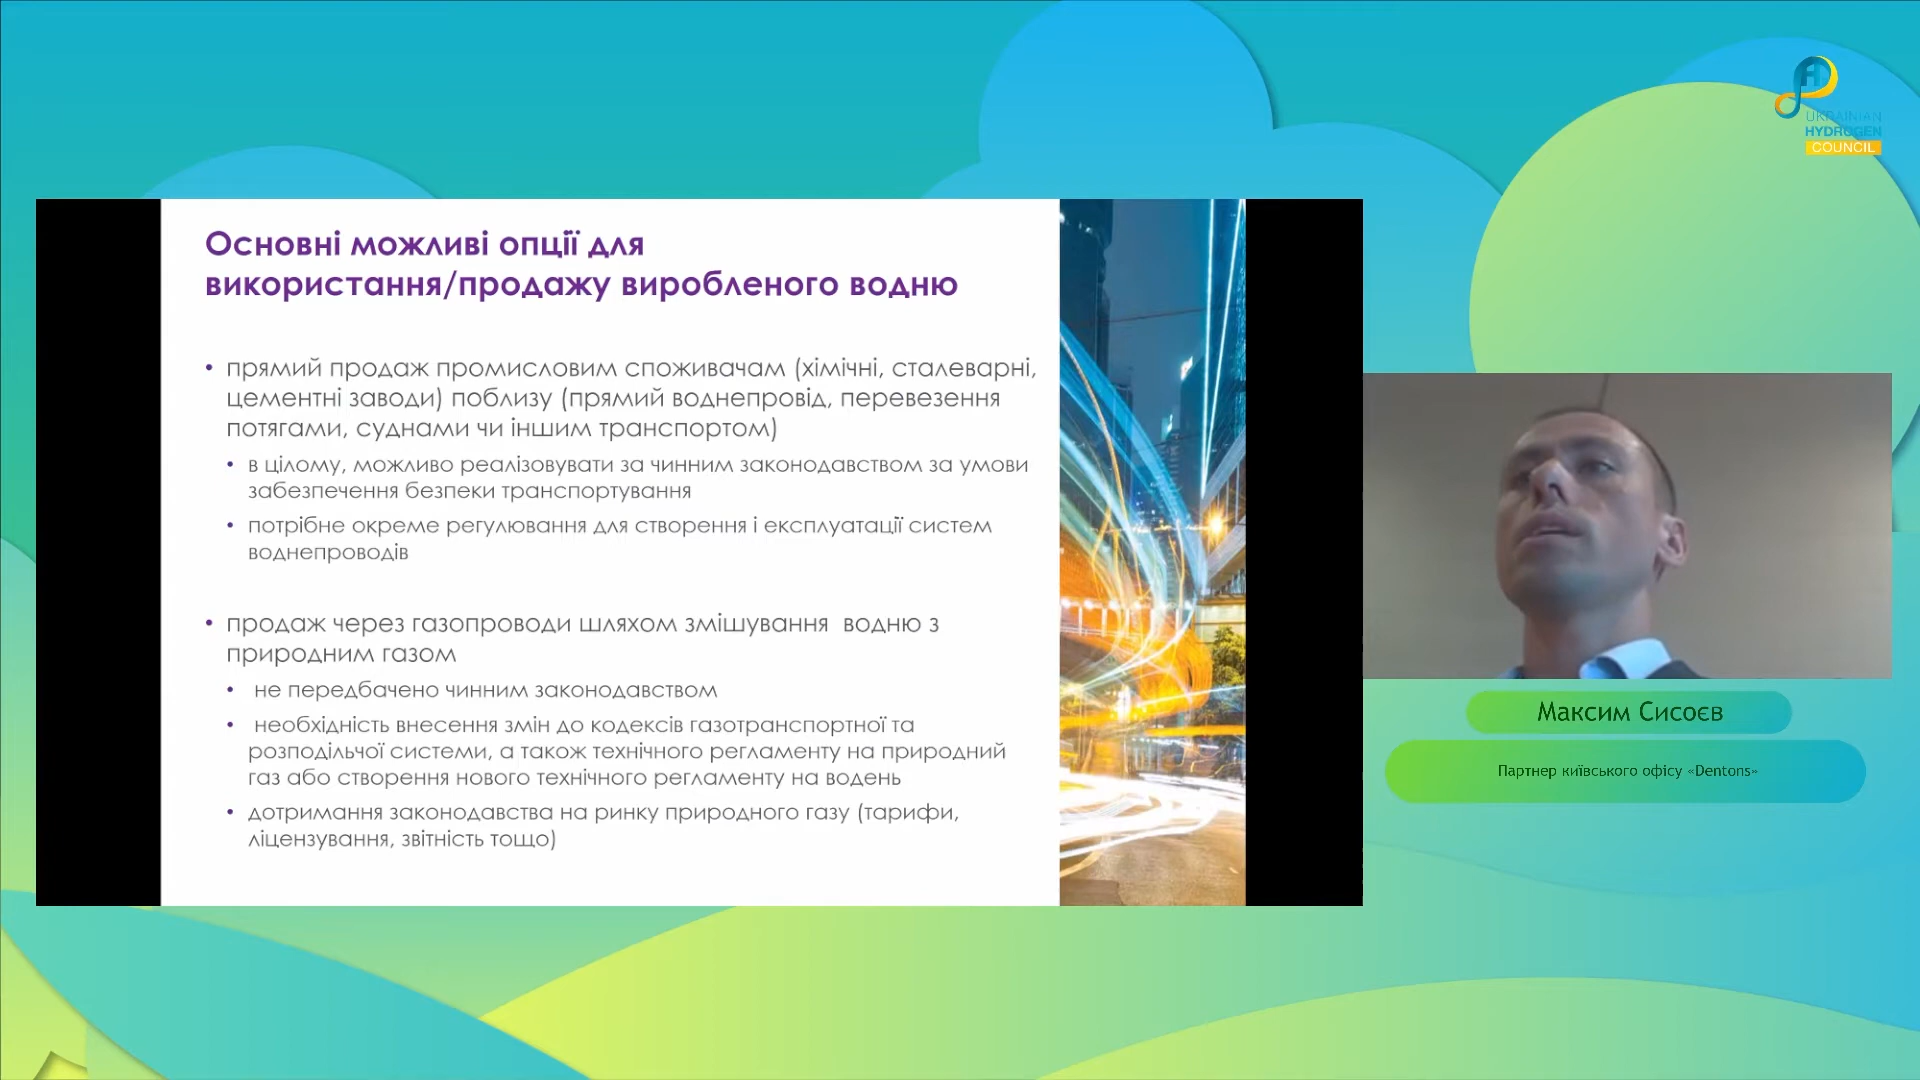 UKRAINIAN
HYDROGEN
COUNCIL
Основні можливі опції для
використання/продажу виробленого водню
• прямий продаж промисловим споживачам (хімічні, сталеварні,
цементні заводи) поблизу (прямий воднепровід, перевезення
потягами, суднами чи іншим транспортом)
• в цілому, можливо реалізовувати за чинним законодавством за умови
забезпечення безпеки транспортування
• потрібне окреме регулювання для створення і експлуатації систем
воднепроводів
• продаж через газопроводи шляхом змішування водню з
природним газом
• не передбачено чинним законодавством
• необхідність внесення змін до кодексів газотранспортної та
розподільчої системи, а також технічного регламенту на природний
газ або створення нового технічного регламенту на водень
• дотримання законодавства на ринку природного газу (тарифи,
ліцензування, звітність тощо)
Максим Сисоєв
Партнер київського офісу «Dentons»